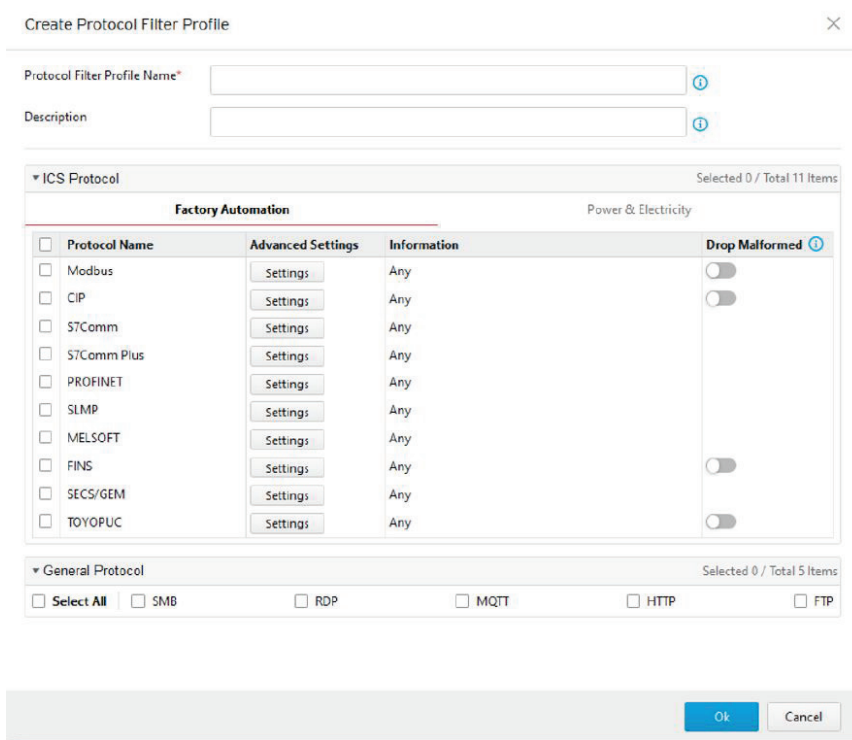 Create Protocol Filter Profile
Protocol Filter Profile Name*
Description
ICS Protocol Selected 0 / Total 11 Items
Factory Automation Power & Electricity
Protocol Name Advanced Settings Information Drop Malformed
Modbus Settings Any
CIP Settings Any
S7Comm Settings Any
S7Comm Plus Settings Any
PROFINET Settings Any
SLMP Settings Any
MELSOFT Settings Any
FINS Settings Any
SECS/GEM Settings Any
TOYOPUC Settings Any
General Protocol Selected 0 / Total 5 Items
Select All SMB RDP MQTT HTTP FTP
Ok Cancel